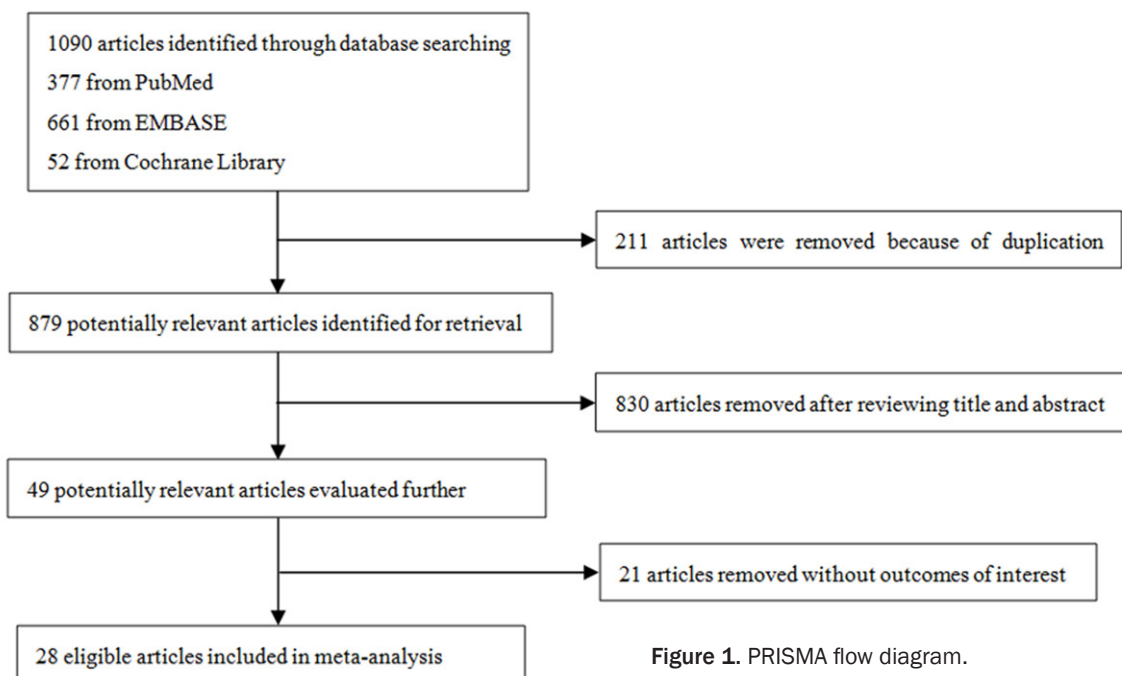 1090 articles identified through database searching
377 from PubMed
661 from EMBASE
52 from Cochrane Library
211 articles were removed because of duplication
879 potentially relevant articles identified for retrieval
830 articles removed after reviewing title and abstract
49 potentially relevant articles evaluated further
21 articles removed without outcomes of interest
28 eligible articles included in meta-analysis
Figure 1. PRISMA flow diagram.